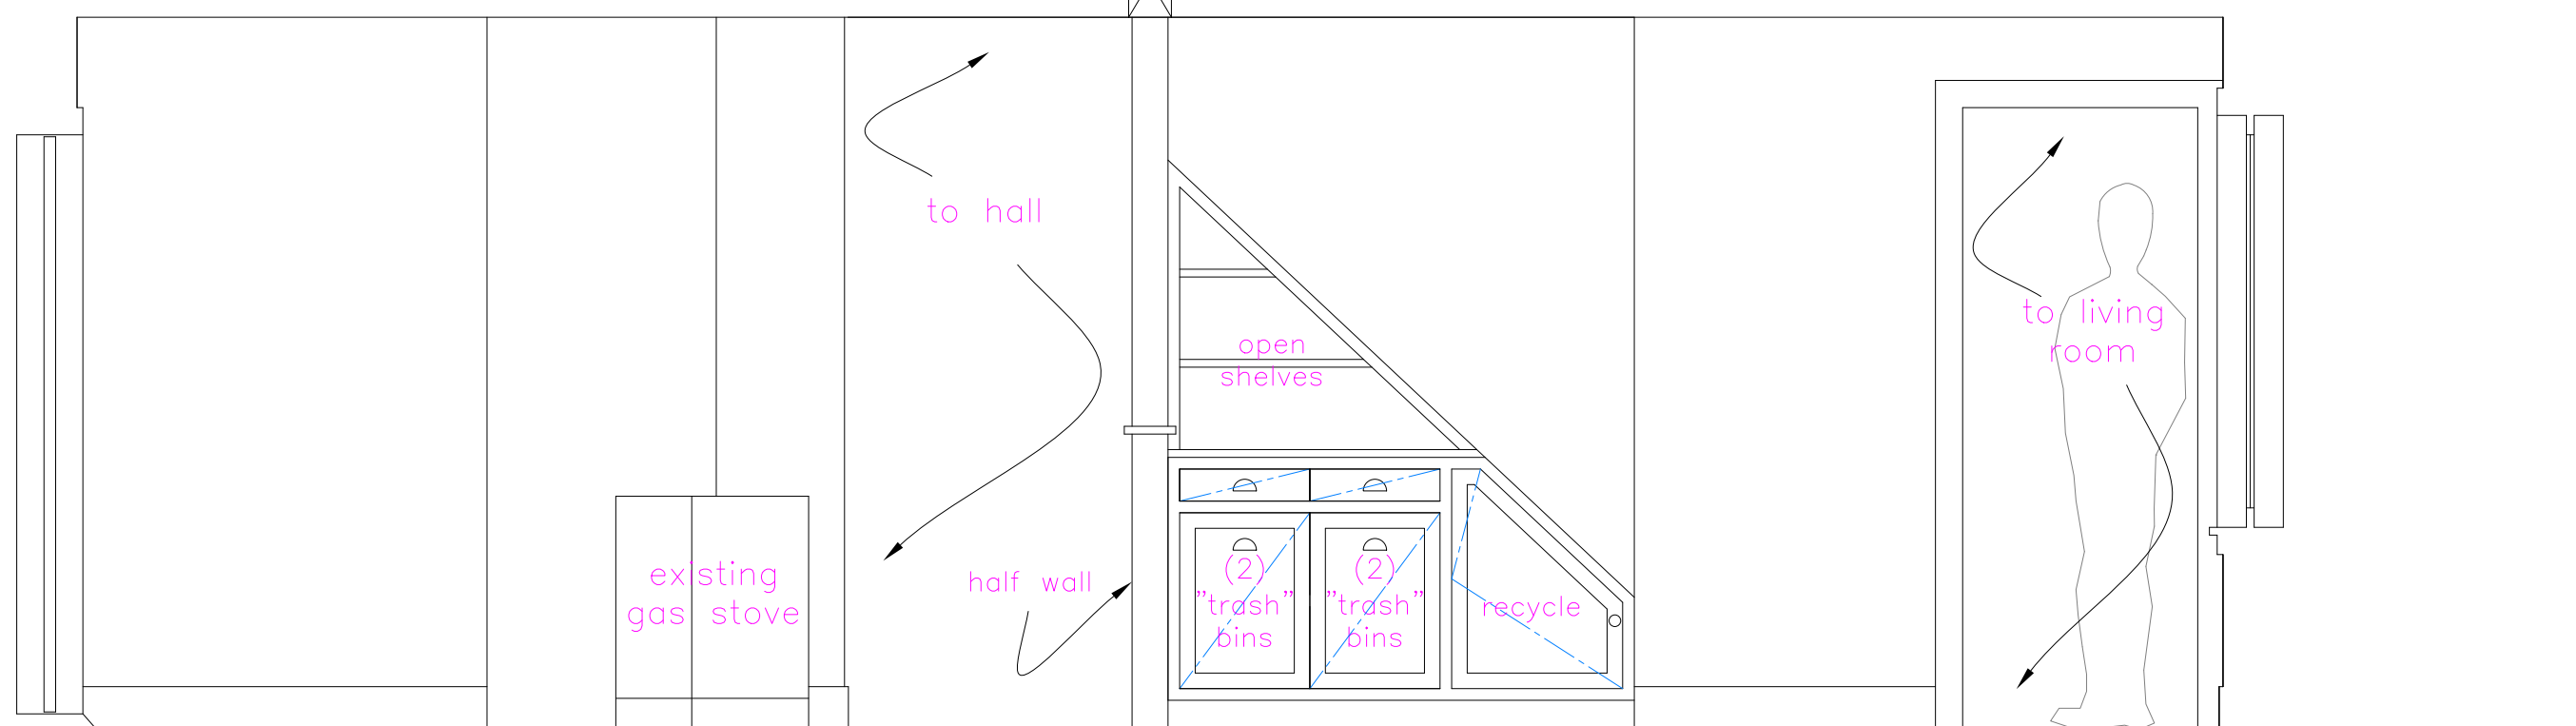 to hall
open
shelves
to living
room
existing
gas stove
half wall
(2)
"trash"
bins
(2)
"trash"
bins
recycle